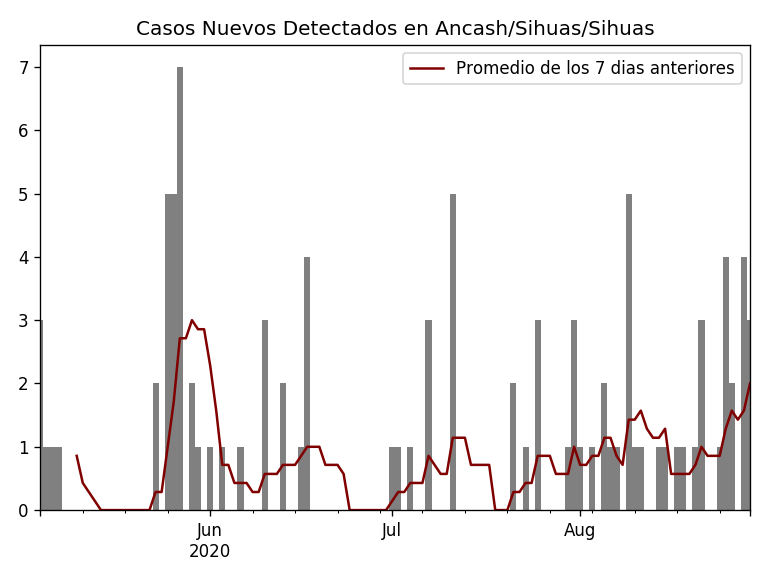 Casos Nuevos Detectados en Ancash/Sihuas/Sihuas
Promedio de los 7 dias anteriores
7
6
5
4
3
2
1
0
Jun
2020
Jul
Aug